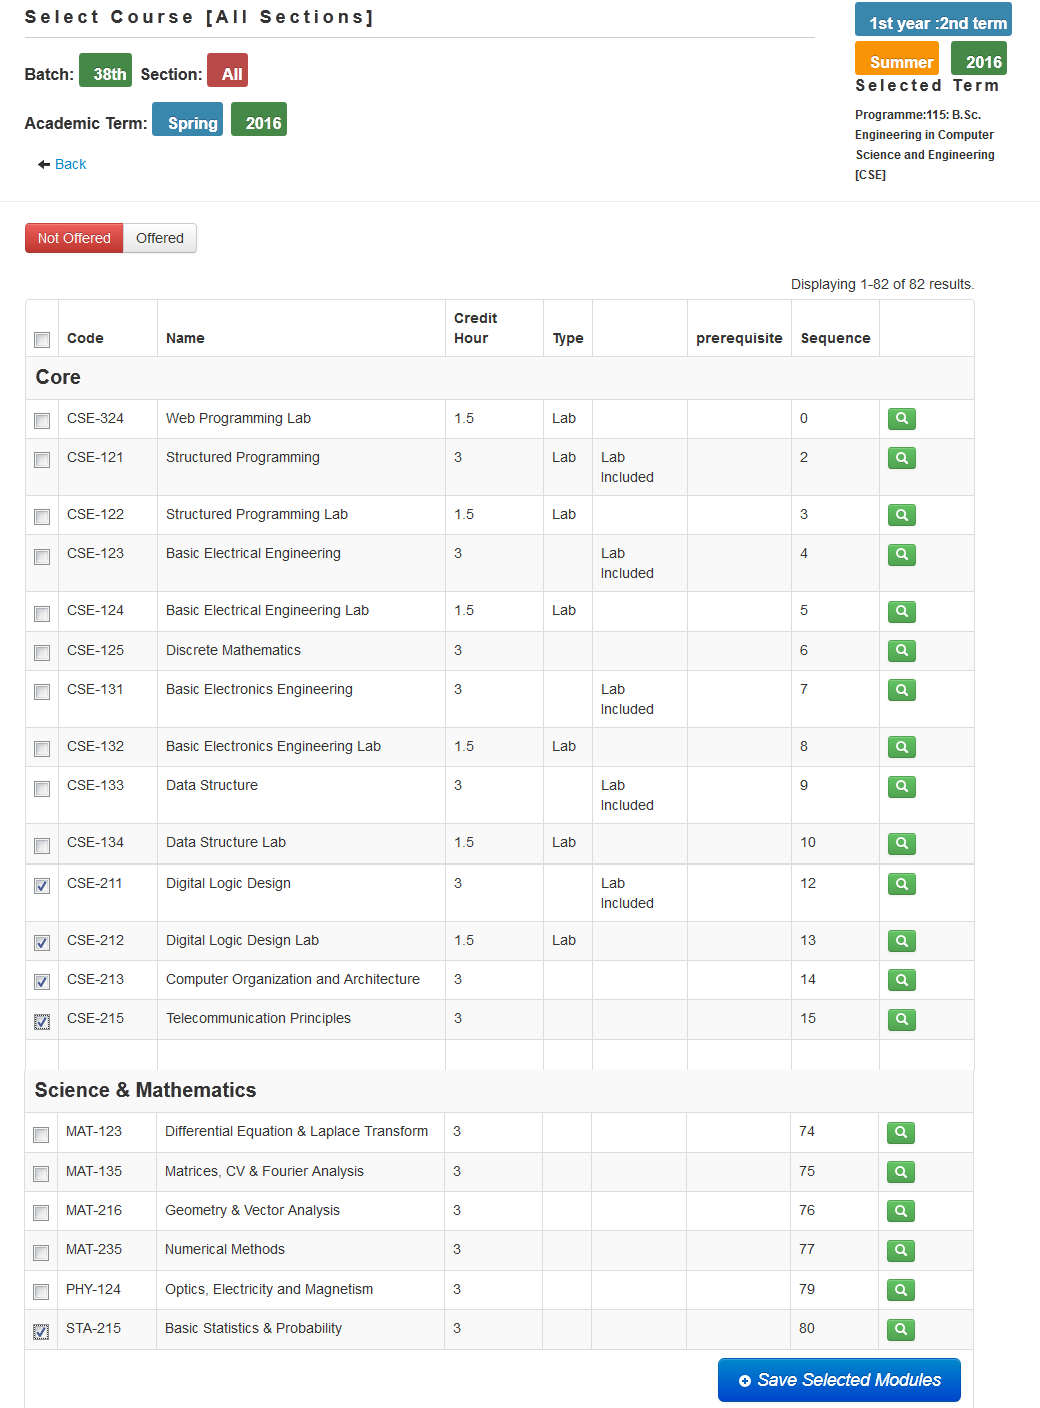 Select Course [All Sections]
Batch: 38th Section: All
Academic Term: Spring 2016
Back
1st year :2nd term
Summer 2016
Selected Term
Programme:115: B.Sc.
Engineering in Computer
Science and Engineering
[CSE]
Not Offered Offered
Displaying 1-82 of 82 results.
Code Name Credit Hour Type prerequisite Sequence
Core
CSE-324 Web Programming Lab 1.5 Lab 0
CSE-121 Structured Programming 3 Lab Lab Included 2
CSE-122 Structured Programming Lab 1.5 Lab 3
CSE-123 Basic Electrical Engineering 3 Lab Included 4
CSE-124 Basic Electrical Engineering Lab 1.5 Lab 5
CSE-125 Discrete Mathematics 3 6
CSE-131 Basic Electronics Engineering 3 Lab Included 7
CSE-132 Basic Electronics Engineering Lab 1.5 Lab 8
CSE-133 Data Structure 3 Lab Included 9
CSE-134 Data Structure Lab 1.5 Lab 10
CSE-211 Digital Logic Design 3 Lab Included 12
CSE-212 Digital Logic Design Lab 1.5 Lab 13
CSE-213 Computer Organization and Architecture 3 14
CSE-215 Telecommunication Principles 3 15
Science & Mathematics
MAT-123 Differential Equation & Laplace Transform 3 74
MAT-135 Matrices, CV & Fourier Analysis 3 75
MAT-216 Geometry & Vector Analysis 3 76
MAT-235 Numerical Methods 3 77
PHY-124 Optics, Electricity and Magnetism 3 79
STA-215 Basic Statistics & Probability 3 80
Save Selected Modules